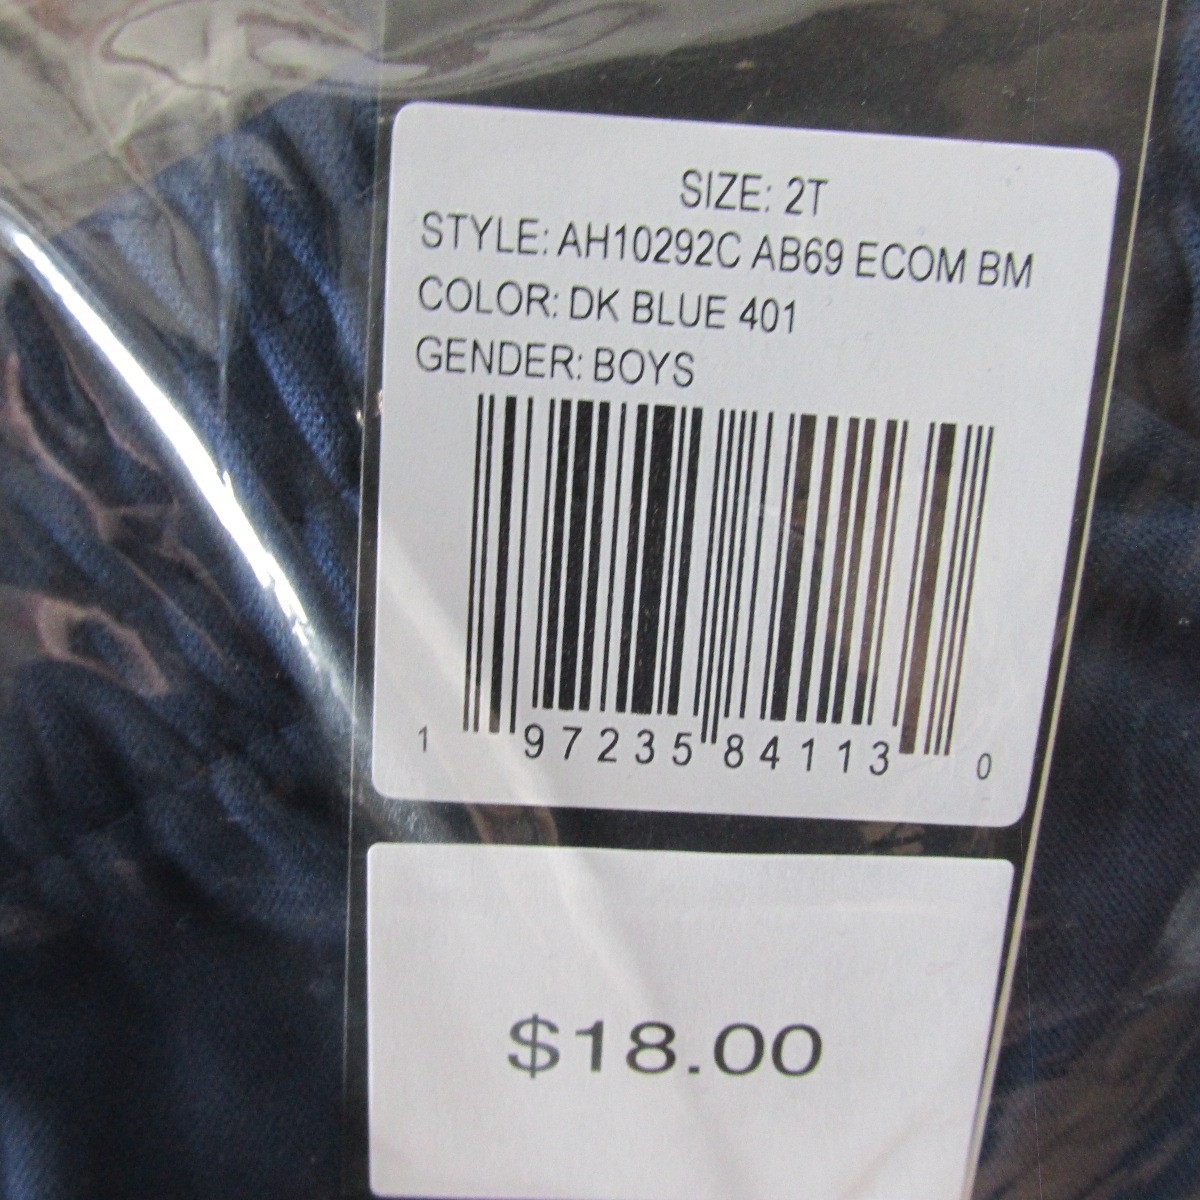 SIZE: 2T
STYLE: AH10292C AB69 ECOM BM
COLOR: DK BLUE 401
GENDER: BOYS
1 97235 84113 0
$18.00